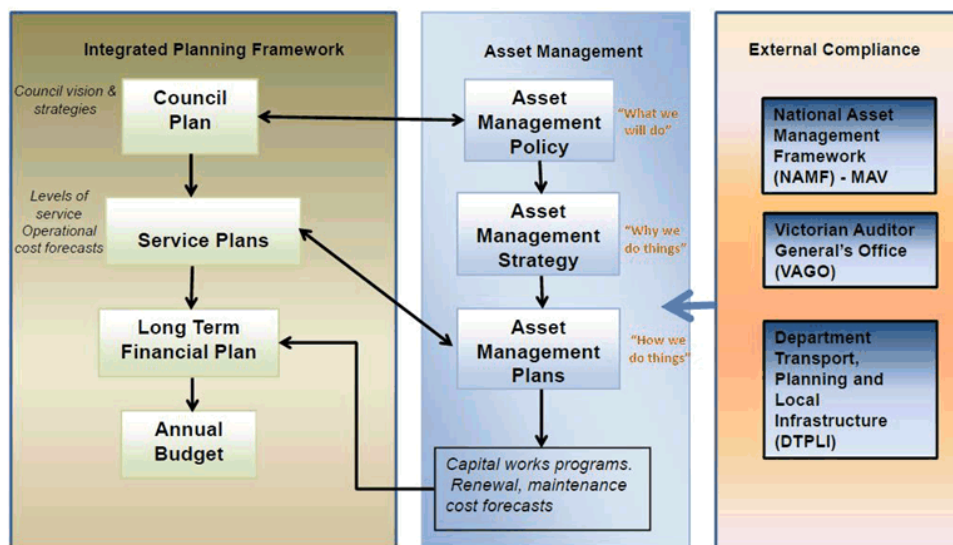 Integrated Planning Framework
Council vision &
strategies
Council
Plan
Levels of
service
Operational
cost forecasts
Service Plans
Long Term
Financial Plan
Annual
Budget
Asset Management
Asset
Management
Policy
"What we
will do"
Asset
Management
Strategy
"Why we
do things"
Asset
Management
Plans
"How we
do things"
Capital works programs.
Renewal, maintenance
cost forecasts
External Compliance
National Asset
Management
Framework
(NAMF) - MAV
Victorian Auditor
General's Office
(VAGO)
Department
Transport,
Planning and
Local
Infrastructure
(DTPLI)